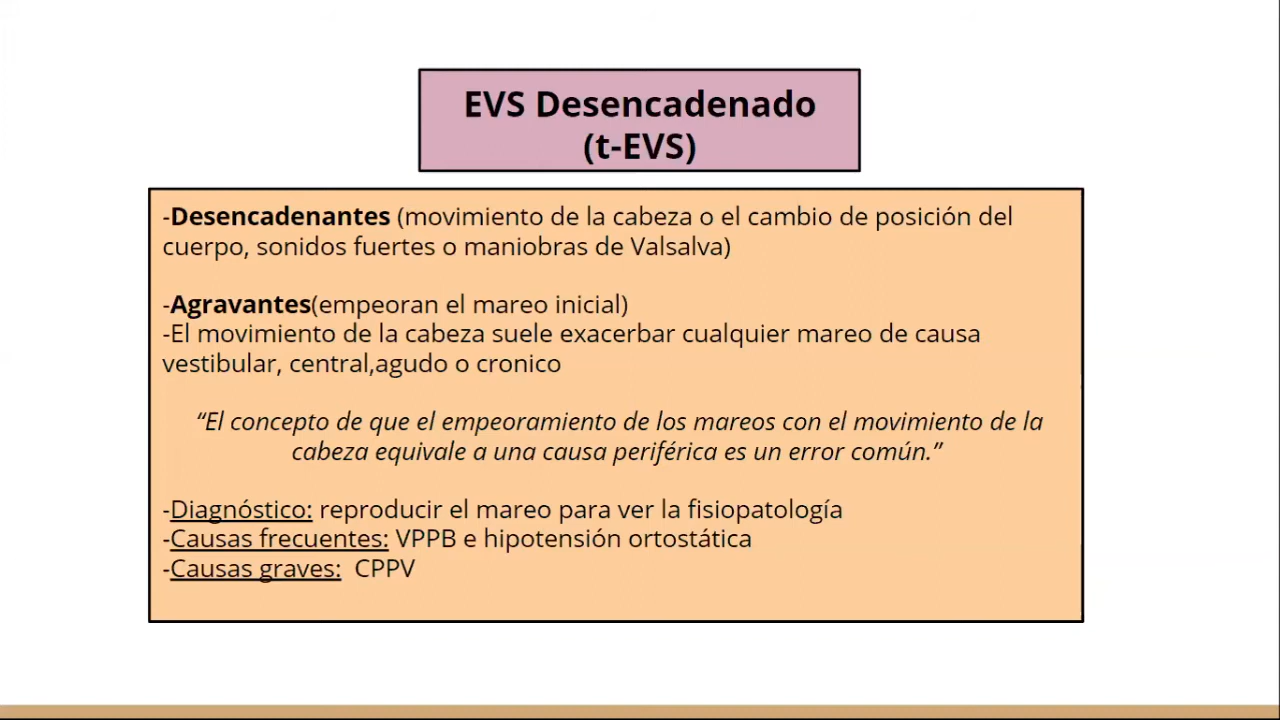 EVS Desencadenado
(t-EVS)
-Desencadenantes (movimiento de la cabeza o el cambio de posición del
cuerpo, sonidos fuertes o maniobras de Valsalva)
-Agravantes(empeoran el mareo inicial)
-El movimiento de la cabeza suele exacerbar cualquier mareo de causa
vestibular, central,agudo o cronico
“El concepto de que el empeoramiento de los mareos con el movimiento de la
cabeza equivale a una causa periférica es un error común.”
-Diagnóstico: reproducir el mareo para ver la fisiopatología
-Causas frecuentes: VPPB e hipotensión ortostática
-Causas graves:  CPPV